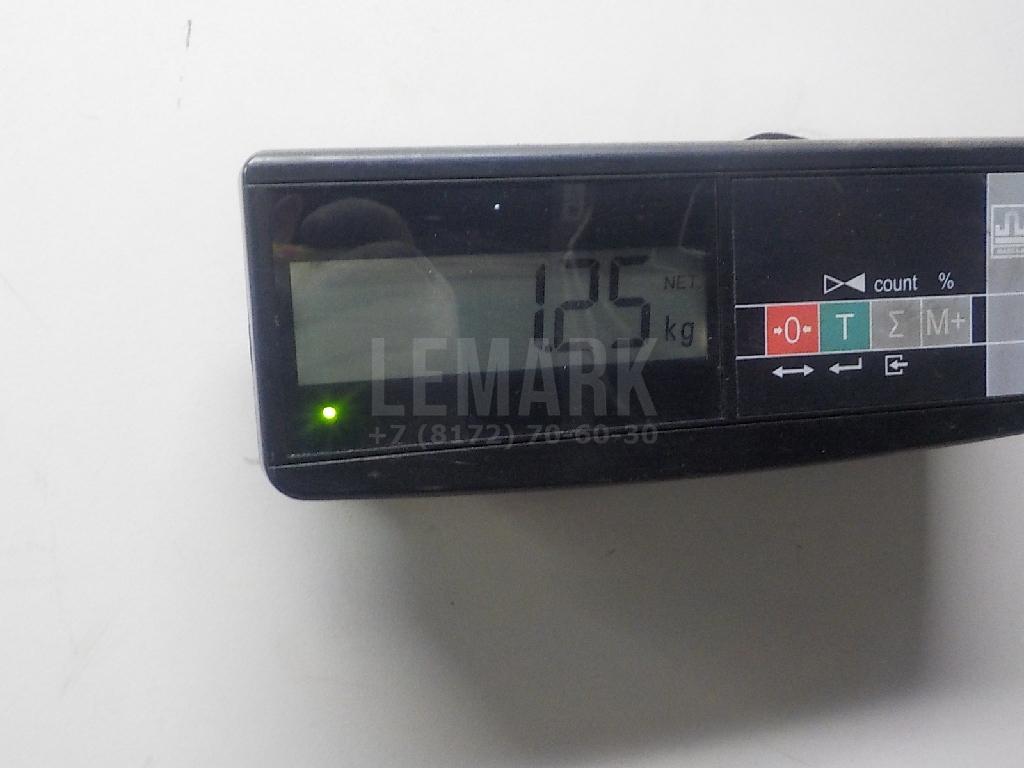 NET
1.25 kg
count %
→0← T Σ M+
LEMARK
+7 (8172) 70-60-30